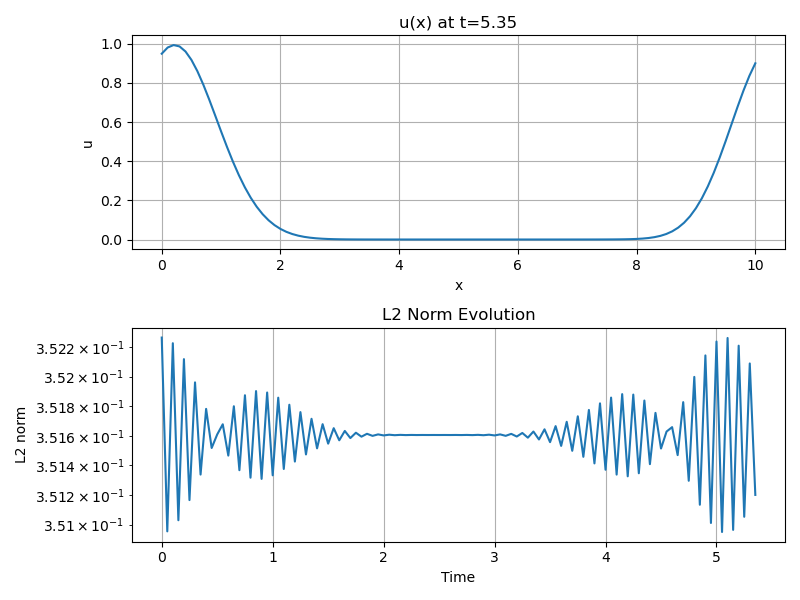 u(x) at t=5.35
u
1.0
0.8
0.6
0.4
0.2
0.0
0 2 4 6 8 10
x
L2 Norm Evolution
L2 norm
3.522 × 10⁻¹
3.52 × 10⁻¹
3.518 × 10⁻¹
3.516 × 10⁻¹
3.514 × 10⁻¹
3.512 × 10⁻¹
3.51 × 10⁻¹
0 1 2 3 4 5
Time